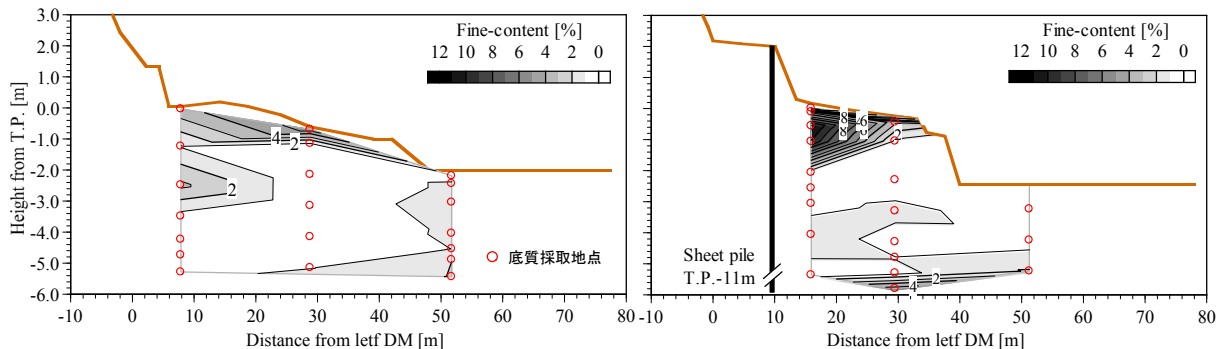 Fine-content [%]
12 10 8 6 4 2 0
3.0
2.0
1.0
0.0
-1.0
-2.0
-3.0
-4.0
-5.0
-6.0
Height from T.P. [m]
4
2
2
底質採取地点
-10 0 10 20 30 40 50 60 70 80
Distance from letf DM [m]
Fine-content [%]
12 10 8 6 4 2 0
8
6
4
8
2
2
4
Sheet pile
T.P.-11m
-10 0 10 20 30 40 50 60 70 80
Distance from letf DM [m]